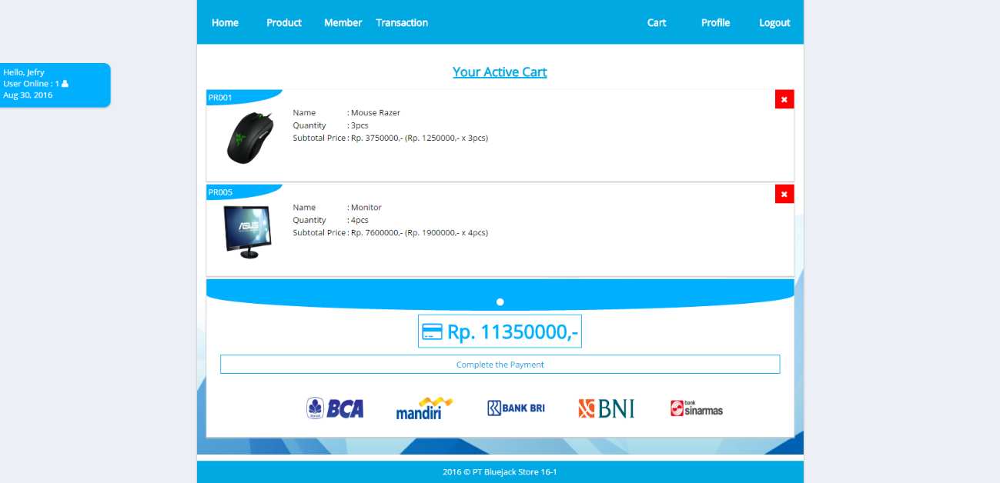 Home Product Member Transaction Cart Profile Logout
Hello, Jefry
User Online : 1
Aug 30, 2016
Your Active Cart
PR001
Name : Mouse Razer
Quantity : 3pcs
Subtotal Price : Rp. 3750000,- (Rp. 1250000,- x 3pcs)
PR005
ASUS
Name : Monitor
Quantity : 4pcs
Subtotal Price : Rp. 7600000,- (Rp. 1900000,- x 4pcs)
Rp. 11350000,-
Complete the Payment
BCA mandiri BANK BRI BNI bank sinarmas
2016 © PT Bluejack Store 16-1